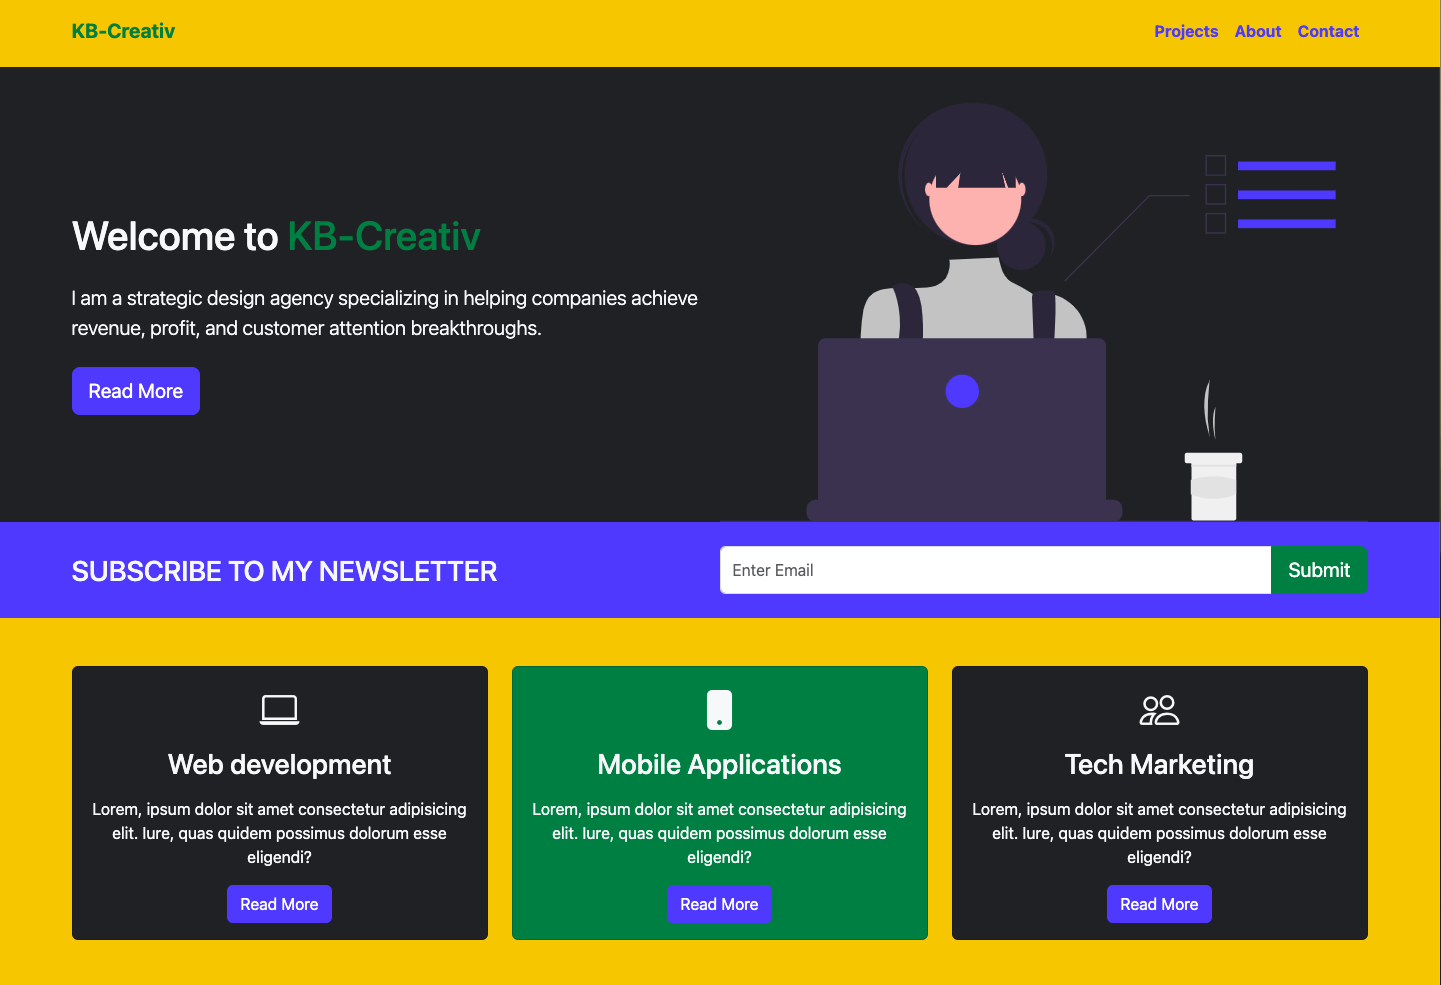 KB-Creativ
Projects About Contact
Welcome to KB-Creativ
I am a strategic design agency specializing in helping companies achieve
revenue, profit, and customer attention breakthroughs.
Read More
SUBSCRIBE TO MY NEWSLETTER
Enter Email
Submit
Web development
Lorem, ipsum dolor sit amet consectetur adipisicing
elit. Iure, quas quidem possimus dolorum esse
eligendi?
Read More
Mobile Applications
Lorem, ipsum dolor sit amet consectetur adipisicing
elit. Iure, quas quidem possimus dolorum esse
eligendi?
Read More
Tech Marketing
Lorem, ipsum dolor sit amet consectetur adipisicing
elit. Iure, quas quidem possimus dolorum esse
eligendi?
Read More